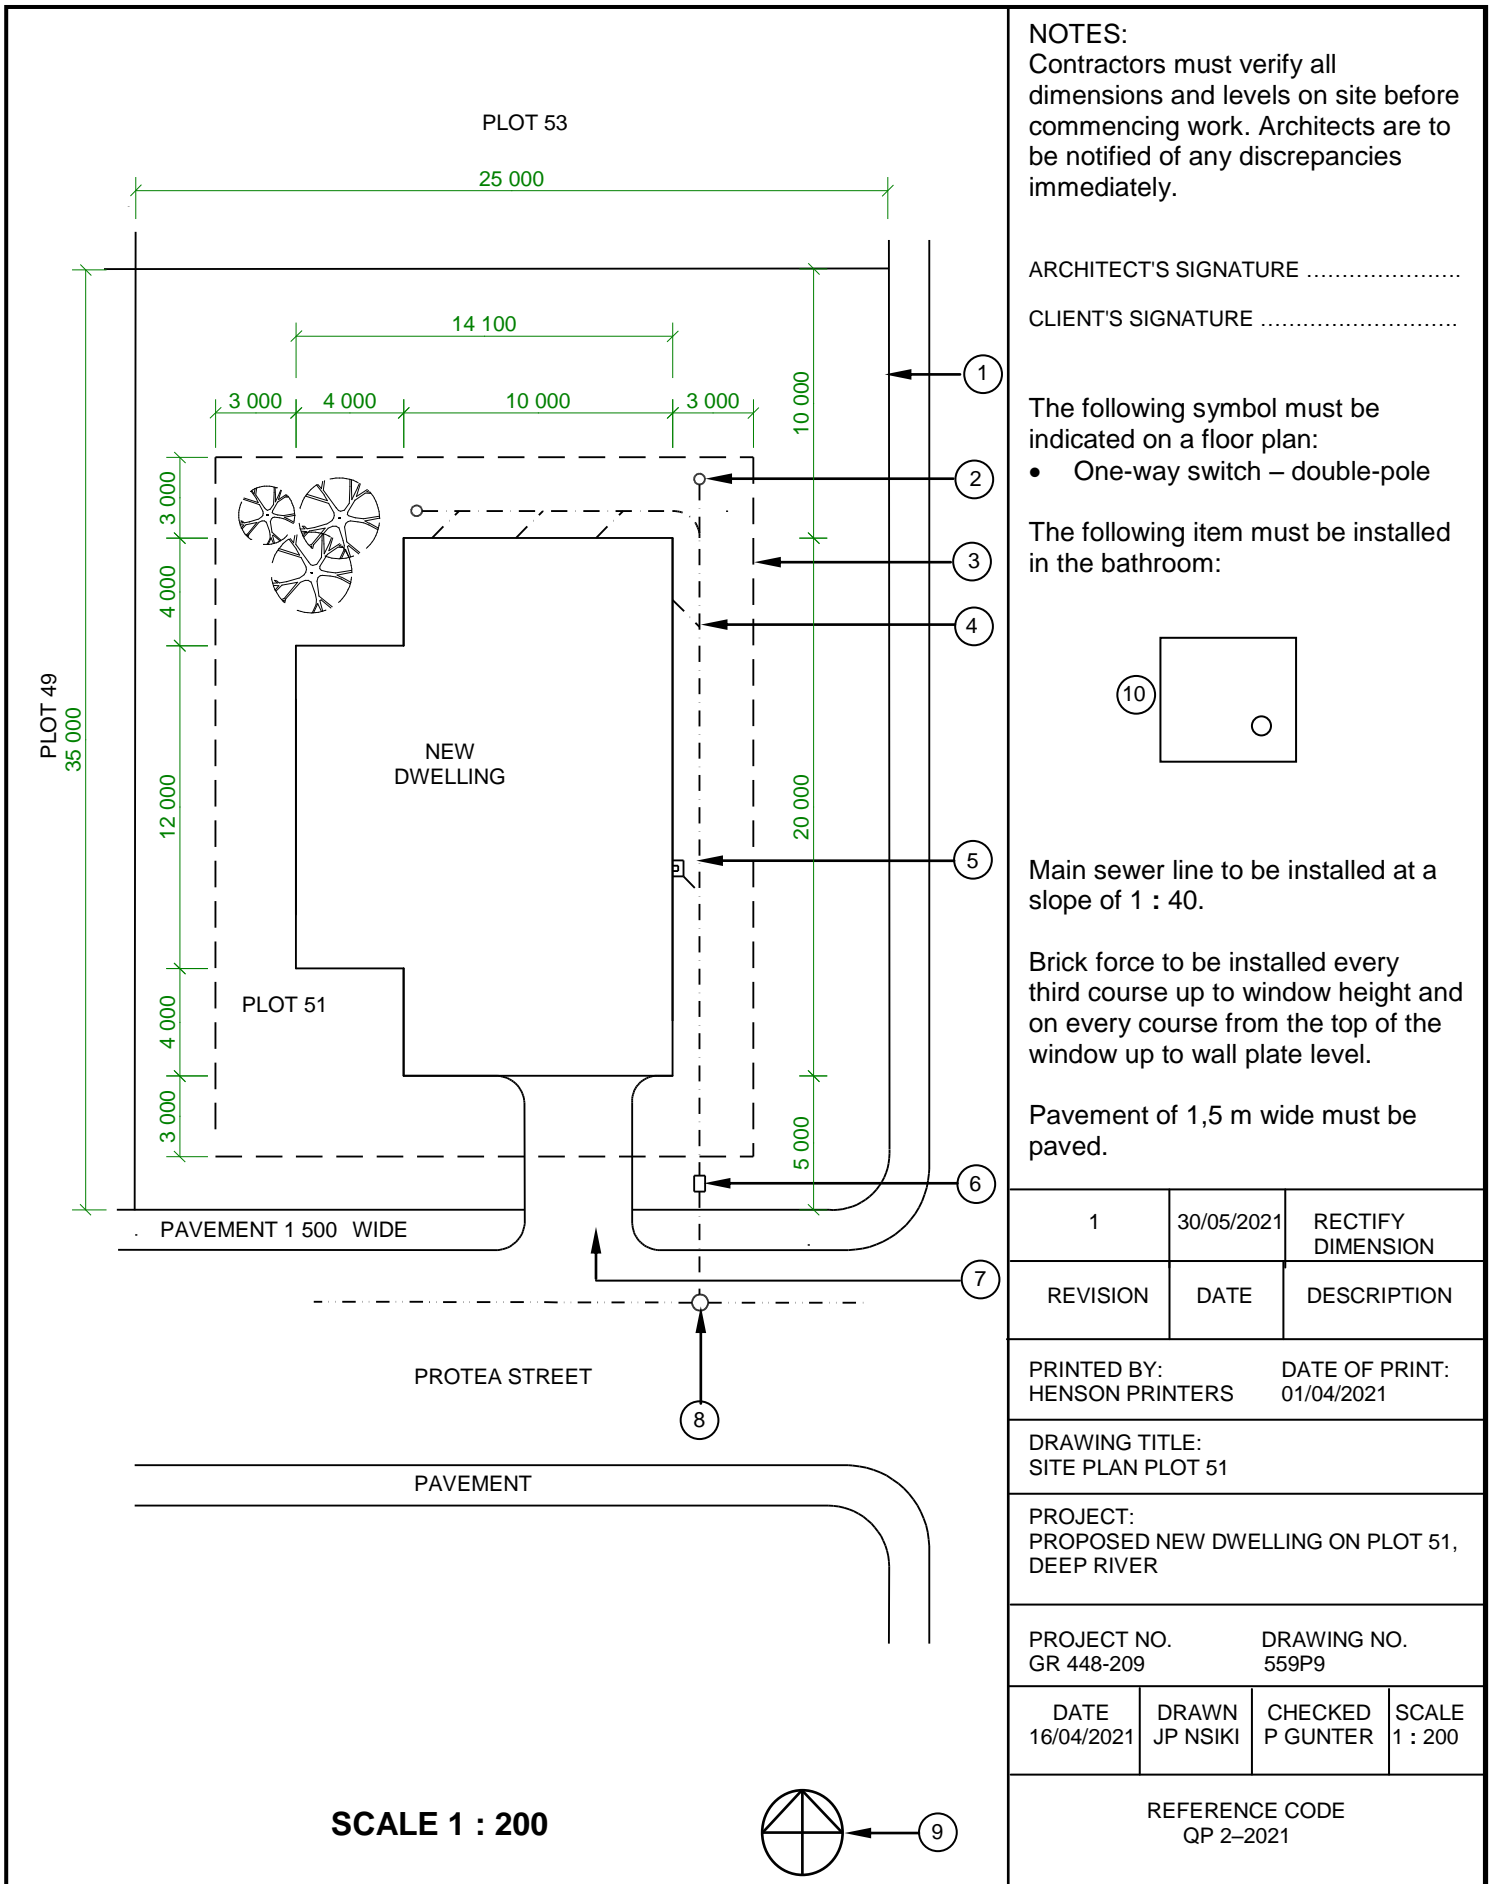 PLOT 53
25 000
14 100
3 000
4 000
10 000
3 000
10 000
3 000
4 000
PLOT 49
35 000
12 000
NEW
DWELLING
20 000
PLOT 51
4 000
3 000
5 000
PAVEMENT 1 500 WIDE
PROTEA STREET
PAVEMENT
SCALE 1 : 200
1
2
3
4
5
6
7
8
9
NOTES:
Contractors must verify all
dimensions and levels on site before
commencing work. Architects are to
be notified of any discrepancies
immediately.
ARCHITECT'S SIGNATURE ......................
CLIENT'S SIGNATURE ............................
The following symbol must be
indicated on a floor plan:
• One-way switch – double-pole
The following item must be installed
in the bathroom:
10
Main sewer line to be installed at a
slope of 1 : 40.
Brick force to be installed every
third course up to window height and
on every course from the top of the
window up to wall plate level.
Pavement of 1,5 m wide must be
paved.
1 30/05/2021 RECTIFY
DIMENSION
REVISION DATE DESCRIPTION
PRINTED BY: DATE OF PRINT:
HENSON PRINTERS 01/04/2021
DRAWING TITLE:
SITE PLAN PLOT 51
PROJECT:
PROPOSED NEW DWELLING ON PLOT 51,
DEEP RIVER
PROJECT NO. DRAWING NO.
GR 448-209 559P9
DATE DRAWN CHECKED SCALE
16/04/2021 JP NSIKI P GUNTER 1 : 200
REFERENCE CODE
QP 2–2021